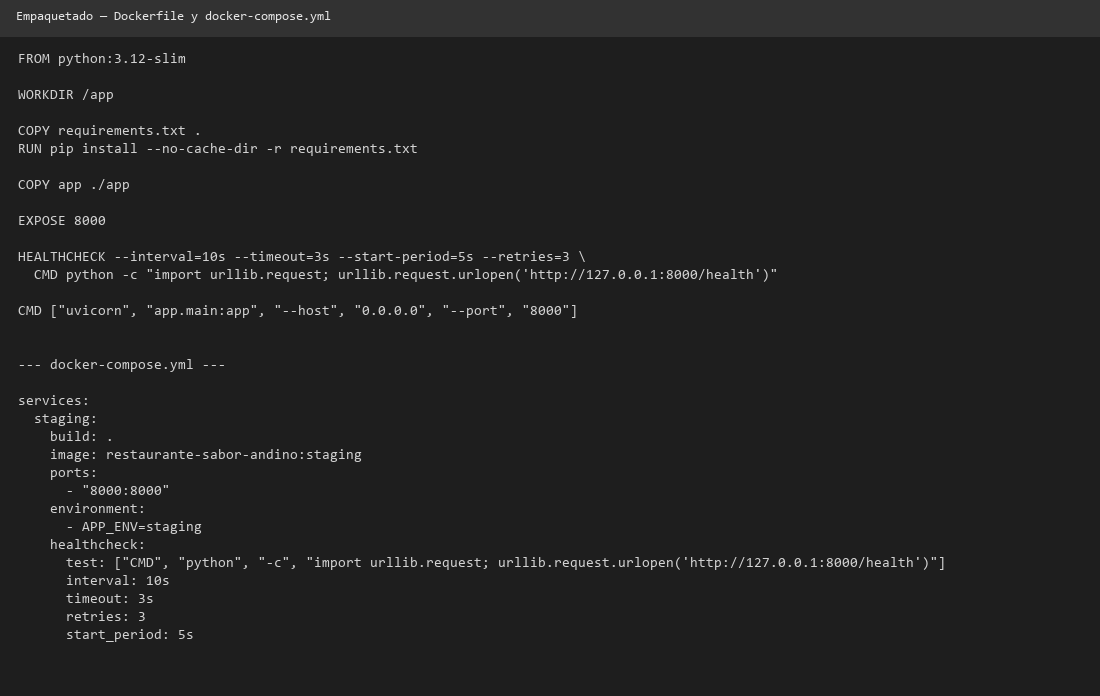 Empaquetado — Dockerfile y docker-compose.yml
FROM python:3.12-slim
WORKDIR /app
COPY requirements.txt .
RUN pip install --no-cache-dir -r requirements.txt
COPY app ./app
EXPOSE 8000
HEALTHCHECK --interval=10s --timeout=3s --start-period=5s --retries=3 \
  CMD python -c "import urllib.request; urllib.request.urlopen('http://127.0.0.1:8000/health')"
CMD ["uvicorn", "app.main:app", "--host", "0.0.0.0", "--port", "8000"]
--- docker-compose.yml ---
services:
  staging:
    build: .
    image: restaurante-sabor-andino:staging
    ports:
      - "8000:8000"
    environment:
      - APP_ENV=staging
    healthcheck:
      test: ["CMD", "python", "-c", "import urllib.request; urllib.request.urlopen('http://127.0.0.1:8000/health')"]
      interval: 10s
      timeout: 3s
      retries: 3
      start_period: 5s